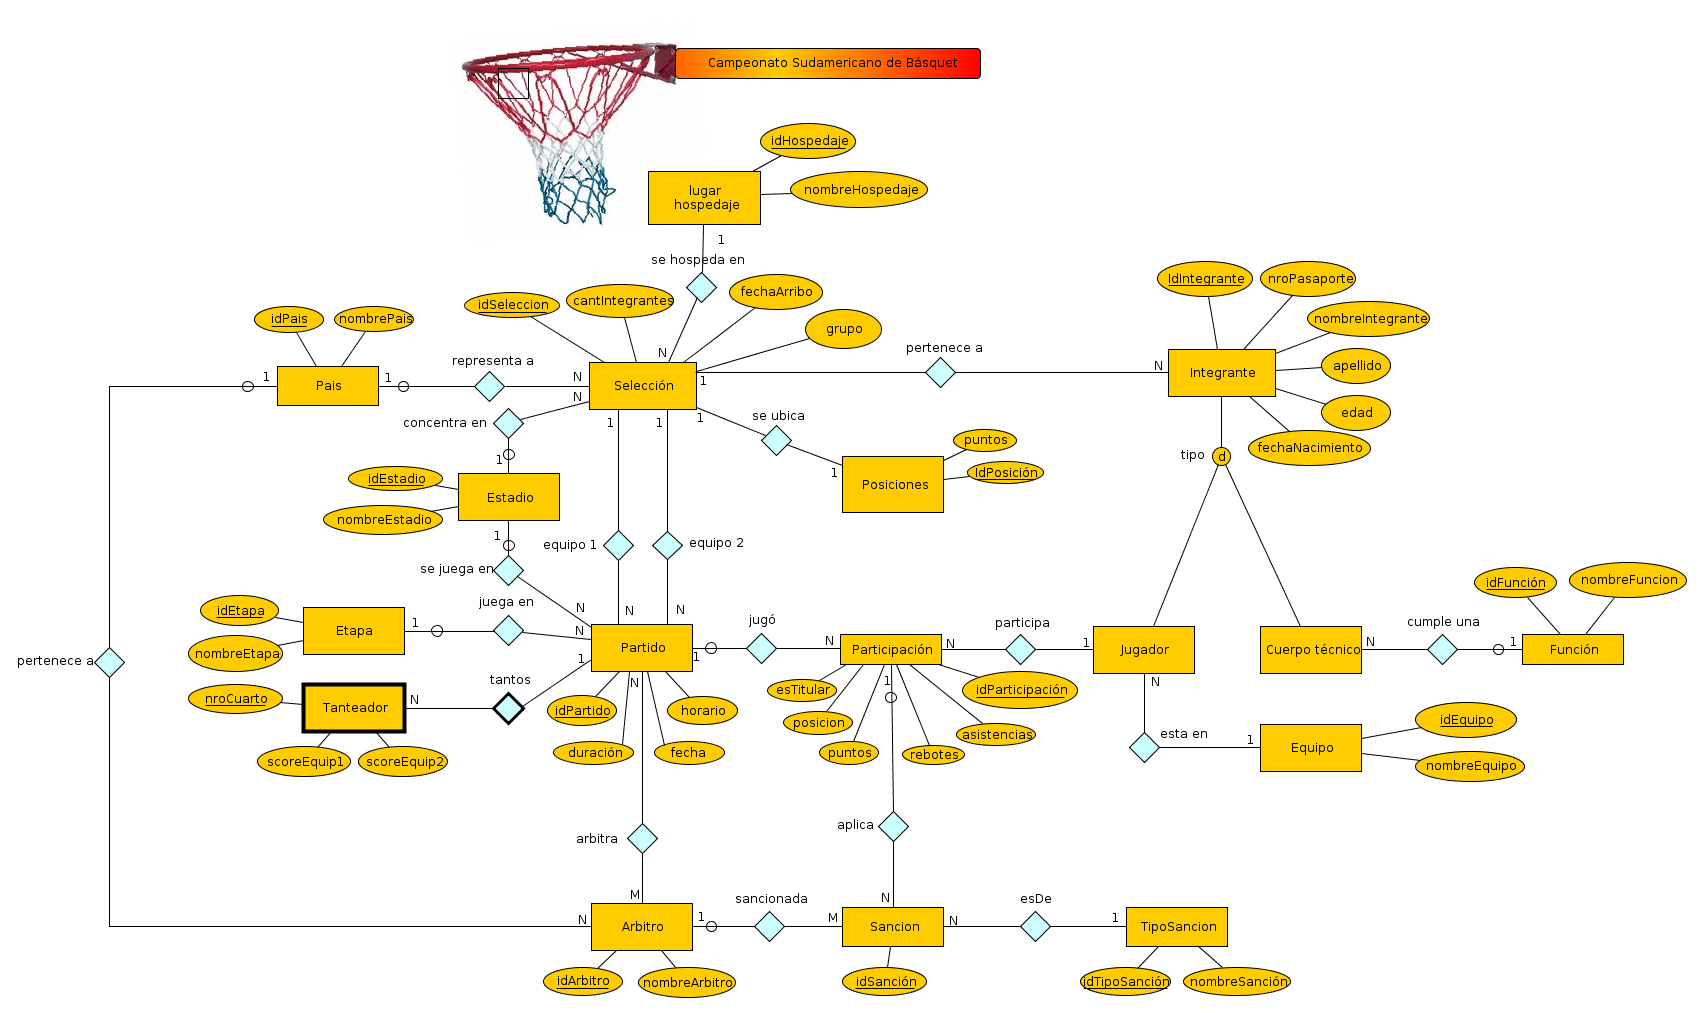 Campeonato Sudamericano de Básquet
idHospedaje
lugar
hospedaje
nombreHospedaje
1
se hospeda en
idSeleccion
cantIntegrantes
fechaArribo
grupo
N
IdIntegrante
nroPasaporte
nombreIntegrante
apellido
edad
fechaNacimiento
idPais
nombrePais
1
Pais
1
representa a
N
N
Selección
1
pertenece a
N
Integrante
concentra en
1
1
1
1
se ubica
1
puntos
IdPosición
Posiciones
tipo
d
idEstadio
nombreEstadio
Estadio
1
equipo 1
equipo 2
se juega en
N
N
N
juega en
idEtapa
nombreEtapa
Etapa
1
N
Partido
1
jugó
N
Participación
N
participa
1
Jugador
Cuerpo técnico
N
cumple una
1
Función
idFunción
nombreFuncion
pertenece a
1
tantos
nroCuarto
Tanteador
N
scoreEquip1
scoreEquip2
N
idPartido
horario
duración
fecha
esTitular
posicion
puntos
1
rebotes
asistencias
idParticipación
N
esta en
1
Equipo
idEquipo
nombreEquipo
arbitra
aplica
M
N
N
Arbitro
1
sancionada
M
Sancion
N
esDe
1
TipoSancion
idArbitro
nombreArbitro
idSanción
idTipoSanción
nombreSanción